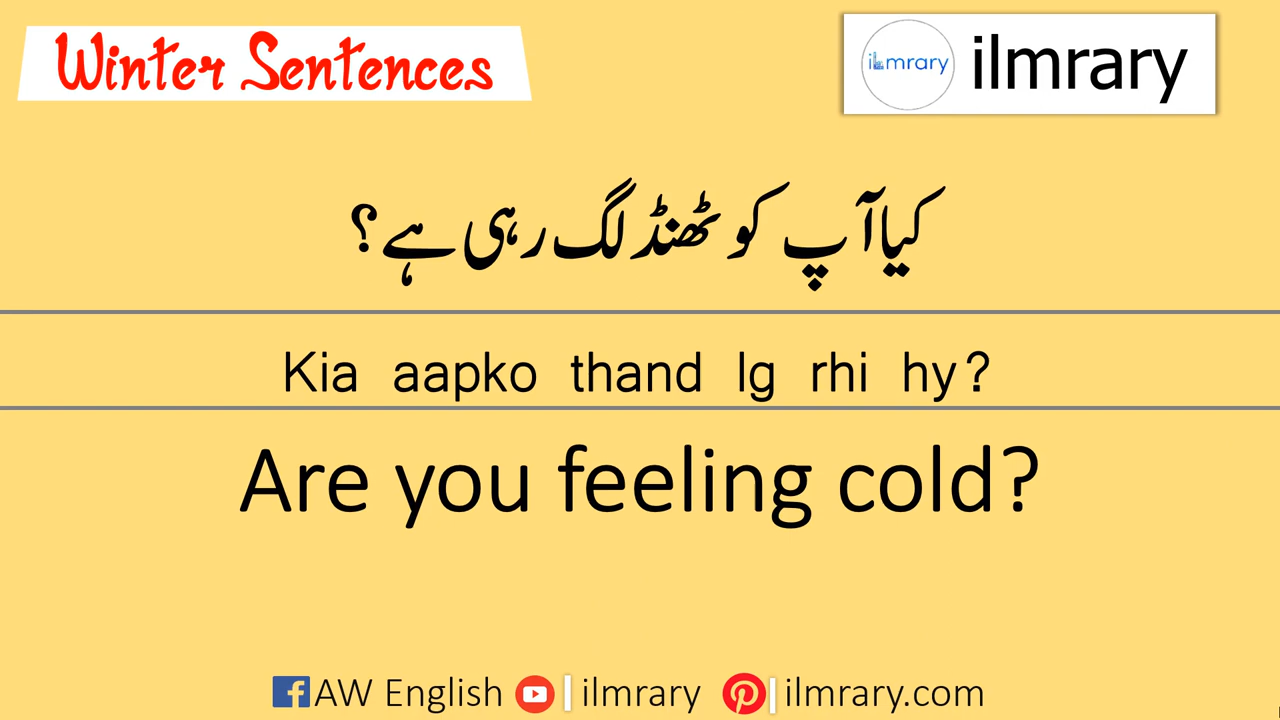 Winter Sentences
ilmrary ilmrary
کیا آپ کو ٹھنڈ لگ رہی ہے؟
Kia aapko thand lg rhi hy?
Are you feeling cold?
AW English | ilmrary | ilmrary.com